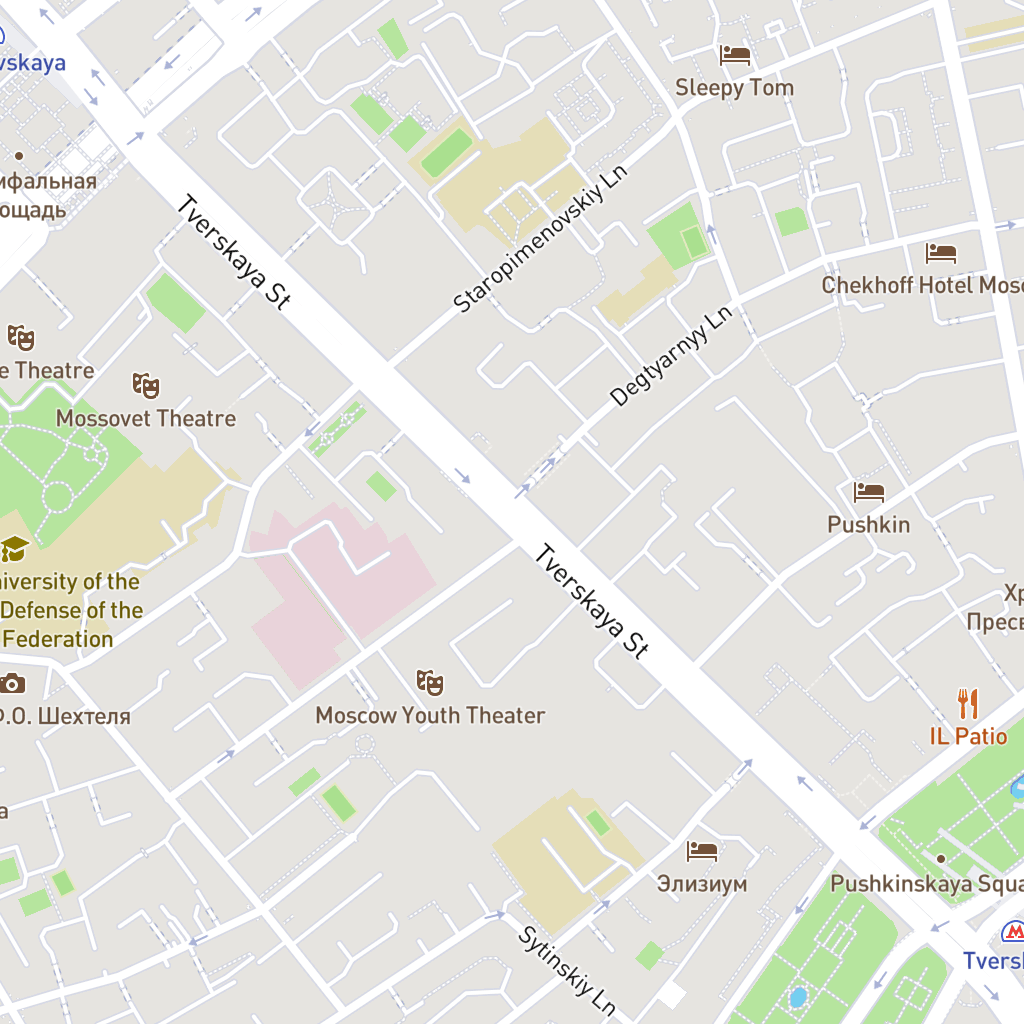 vskaya
Sleepy Tom
ифальная
ощадь
Tverskaya St
Staropimenovskiy Ln
Chekhoff Hotel Mosc
Degtyarnyy Ln
e Theatre
Mossovet Theatre
Pushkin
niversity of the
Defense of the
Federation
Tverskaya St
Хр
Пресв
Ф.О. Шехтеля
Moscow Youth Theater
IL Patio
а
Элизиум
Pushkinskaya Squa
Sytinskiy Ln
Tversk